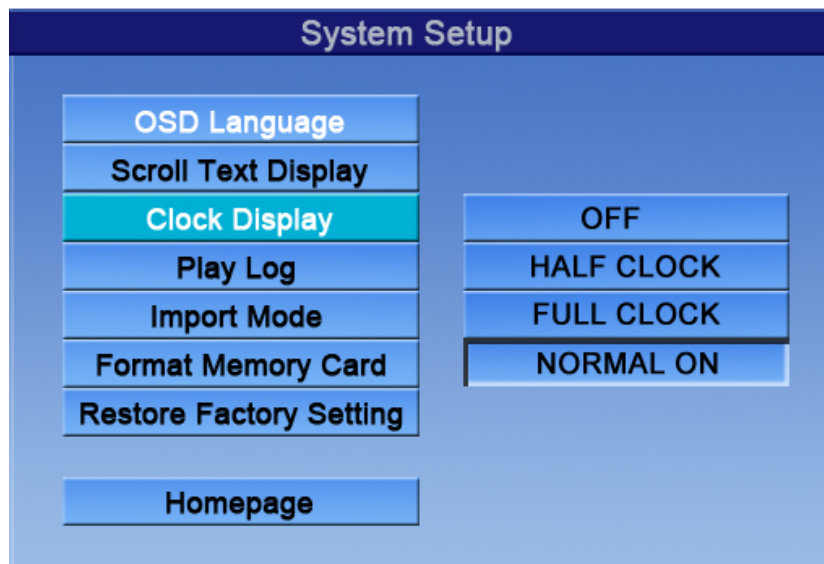 System Setup
OSD Language
Scroll Text Display
Clock Display
Play Log
Import Mode
Format Memory Card
Restore Factory Setting
Homepage
OFF
HALF CLOCK
FULL CLOCK
NORMAL ON